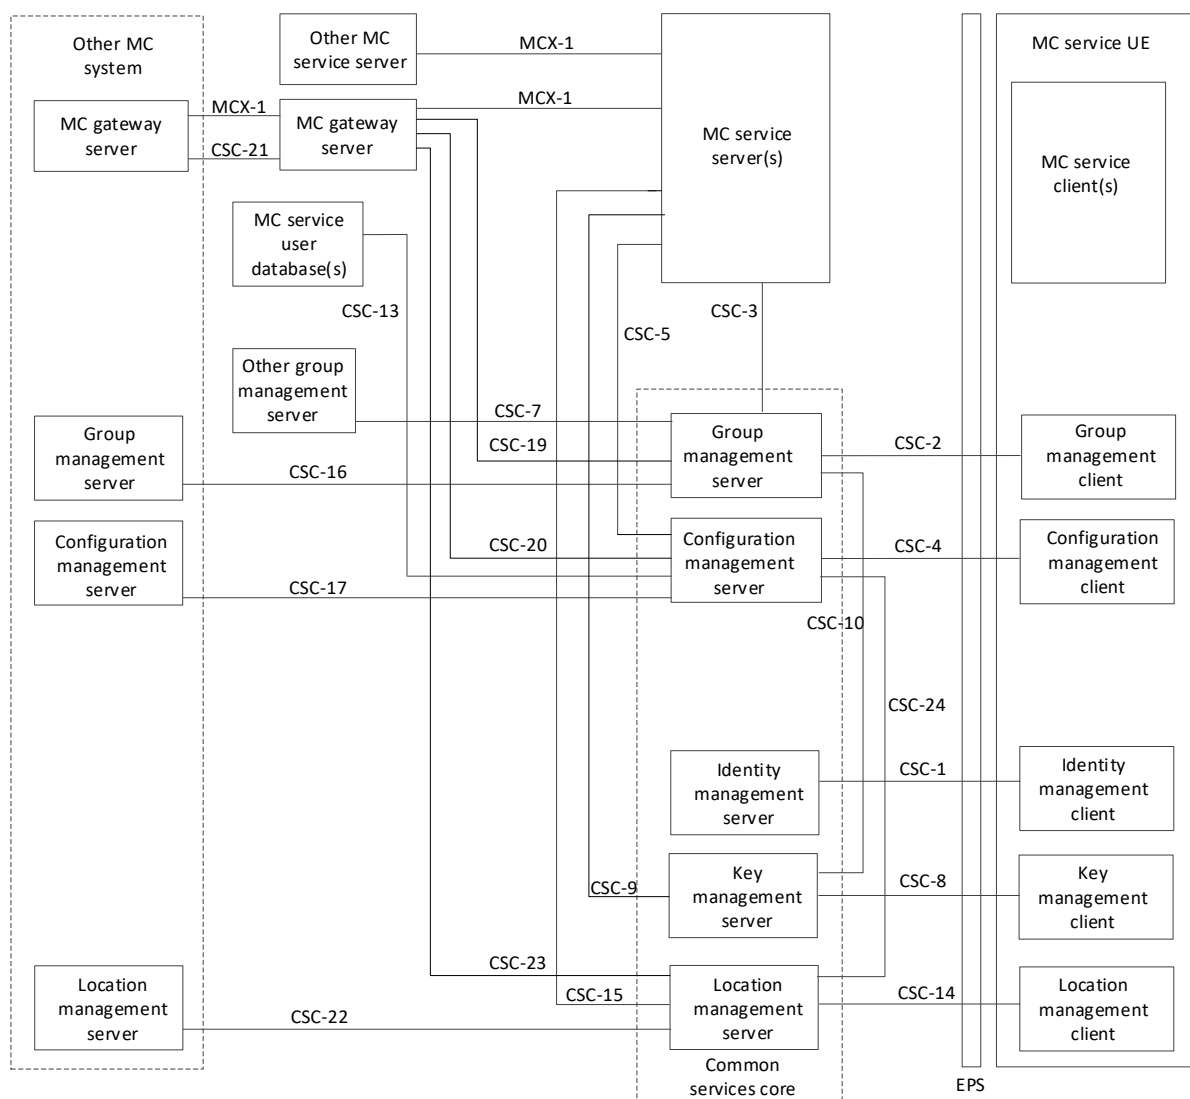 Other MC
system
Other MC
service server
MCX-1
MC service UE
MCX-1
MC gateway
server
CSC-21
MC gateway
server
MCX-1
MC service
server(s)
MC service
client(s)
MC service
user
database(s)
CSC-13
CSC-5
CSC-3
Other group
management
server
CSC-7
Group
management
server
CSC-16
CSC-19
Group
management
server
CSC-2
Group
management
client
Configuration
management
server
CSC-17
CSC-20
Configuration
management
server
CSC-4
Configuration
management
client
CSC-10
CSC-24
Identity
management
server
CSC-1
Identity
management
client
CSC-9
Key
management
server
CSC-8
Key
management
client
Location
management
server
CSC-22
CSC-23
CSC-15
Location
management
server
CSC-14
Location
management
client
Common
services core
EPS